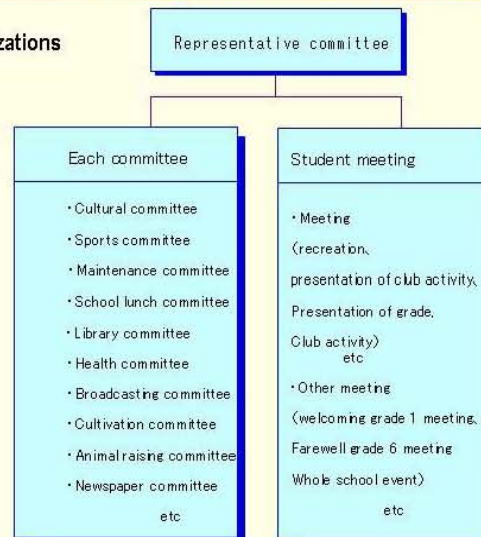 zations
Representative committee
Each committee
・Cultural committee
・Sports committee
・Maintenance committee
・School lunch committee
・Library committee
・Health committee
・Broadcasting committee
・Cultivation committee
・Animal raising committee
・Newspaper committee
etc
Student meeting
・Meeting
(recreation、
presentation of club activity、
Presentation of grade,
Club activity)
etc
・Other meeting
(welcoming grade 1 meeting、
Farewell grade 6 meeting
Whole school event)
etc